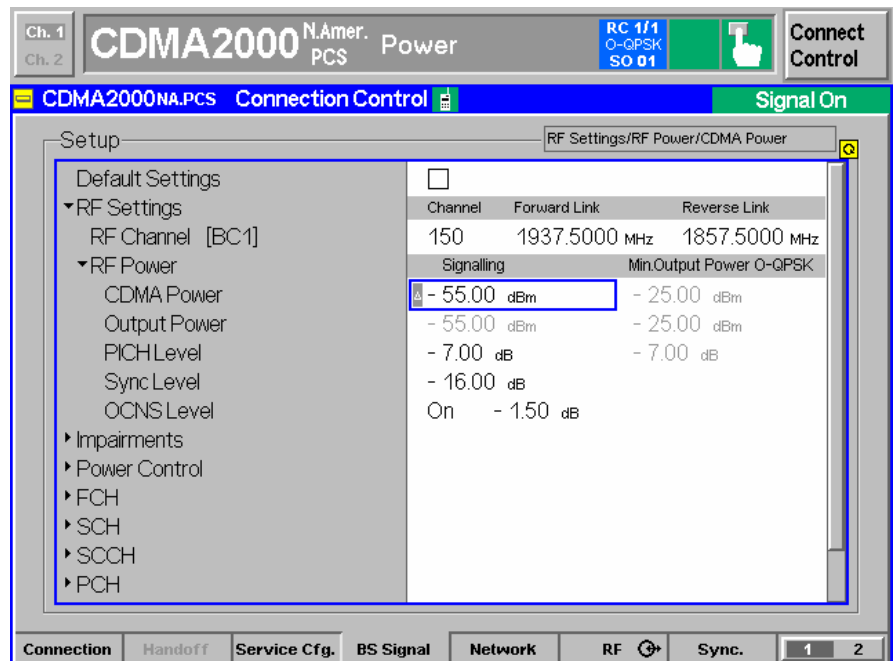 Ch. 1
Ch. 2
CDMA2000 N.Amer. PCS Power
RC 1/1
O-QPSK
SO 01
Connect Control
CDMA2000 NA.PCS Connection Control
Signal On
Setup
RF Settings/RF Power/CDMA Power
Default Settings
RF Settings Channel Forward Link Reverse Link
RF Channel [BC1] 150 1937.5000 MHz 1857.5000 MHz
RF Power Signalling Min.Output Power O-QPSK
CDMA Power - 55.00 dBm - 25.00 dBm
Output Power - 55.00 dBm - 25.00 dBm
PICH Level - 7.00 dB - 7.00 dB
Sync Level - 16.00 dB
OCNS Level On - 1.50 dB
Impairments
Power Control
FCH
SCH
SCCH
PCH
Connection Handoff Service Cfg. BS Signal Network RF Sync. 1 2